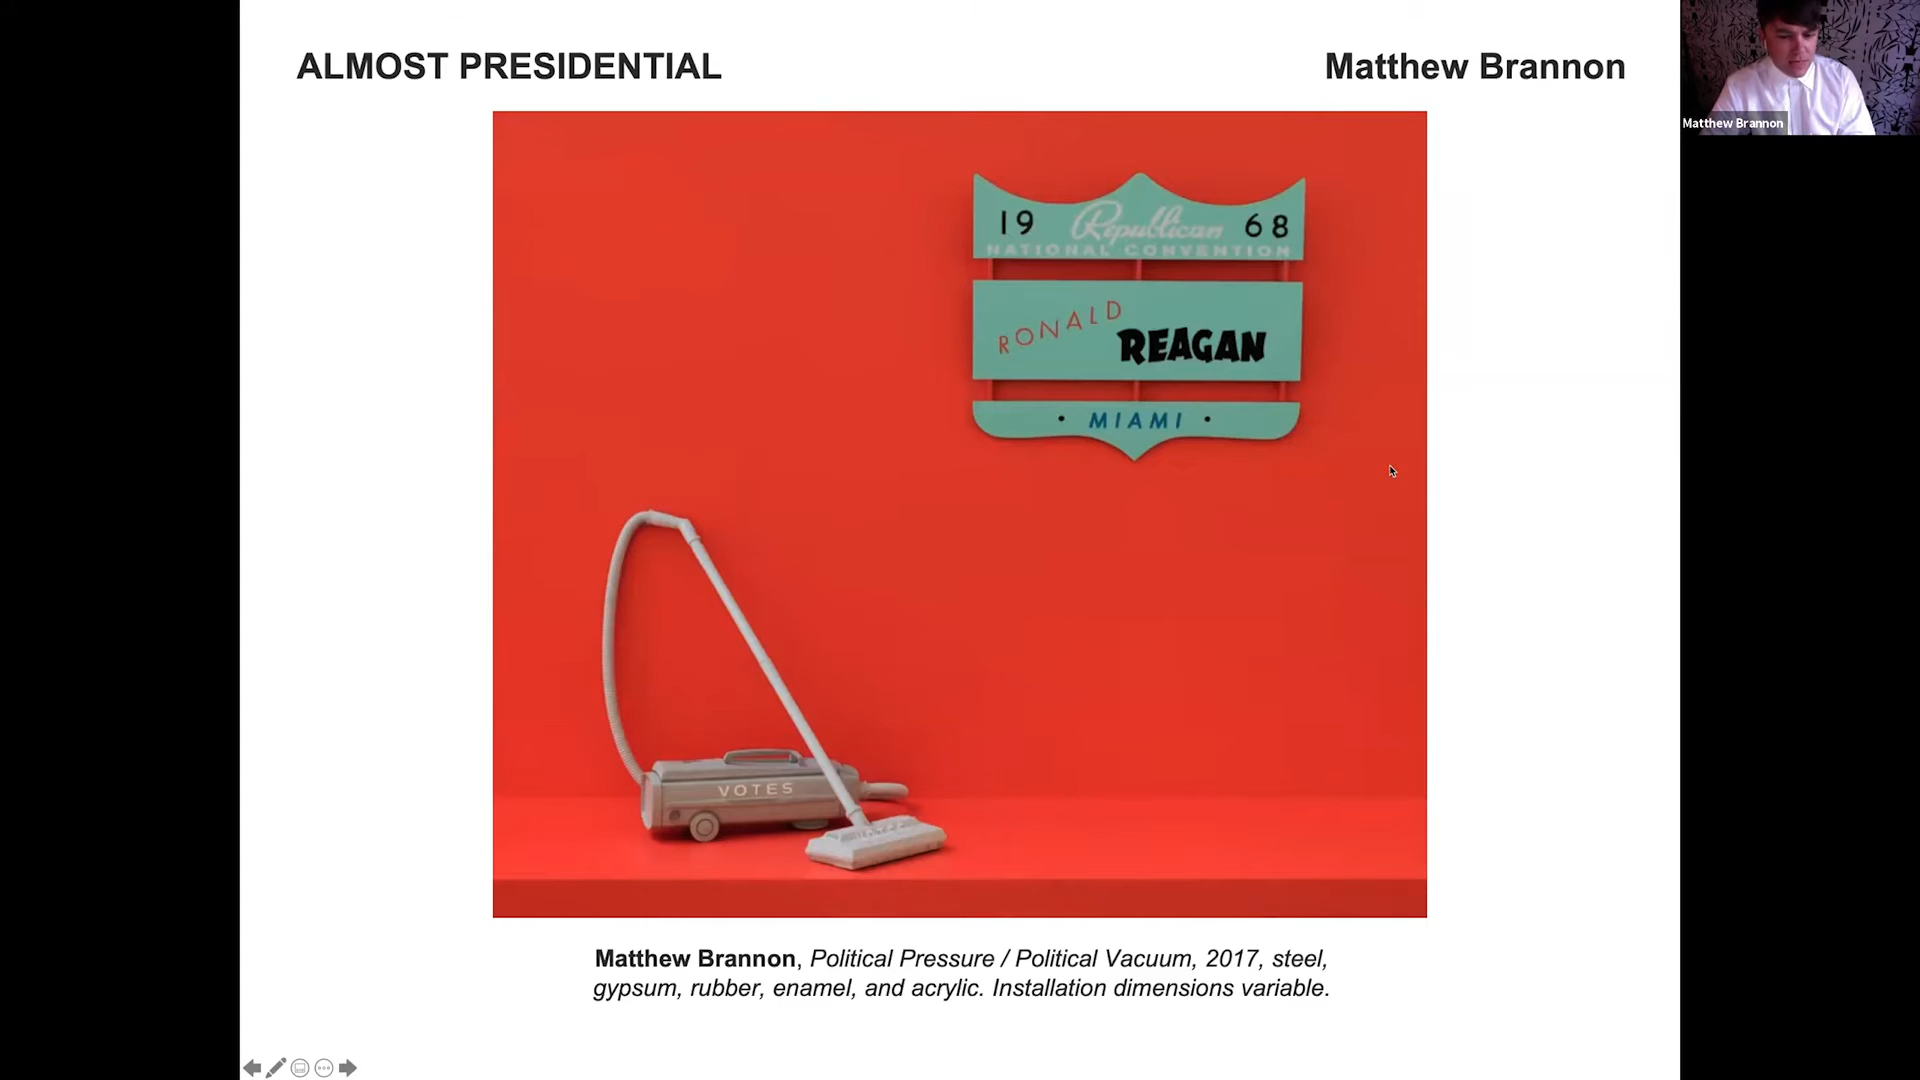 ALMOST PRESIDENTIAL
Matthew Brannon
Matthew Brannon
19 Republican 68
NATIONAL CONVENTION
RONALD
REAGAN
• MIAMI •
VOTES
Matthew Brannon, Political Pressure / Political Vacuum, 2017, steel,
gypsum, rubber, enamel, and acrylic. Installation dimensions variable.